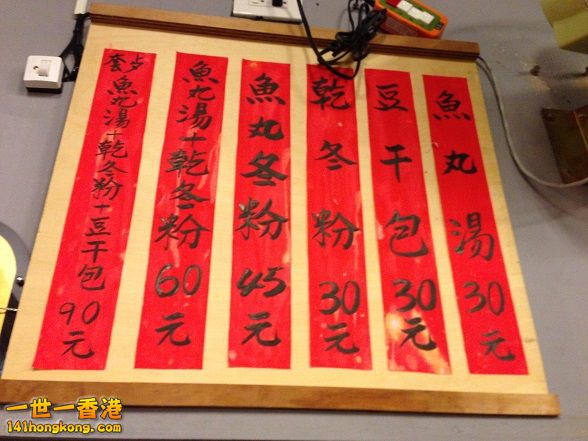 魚丸湯30元
豆干包30元
乾冬粉30元
魚丸冬粉45元
魚丸湯+乾冬粉60元
套歺
魚丸湯+乾冬粉+豆干包90元
一世一香港
141hongkong.com